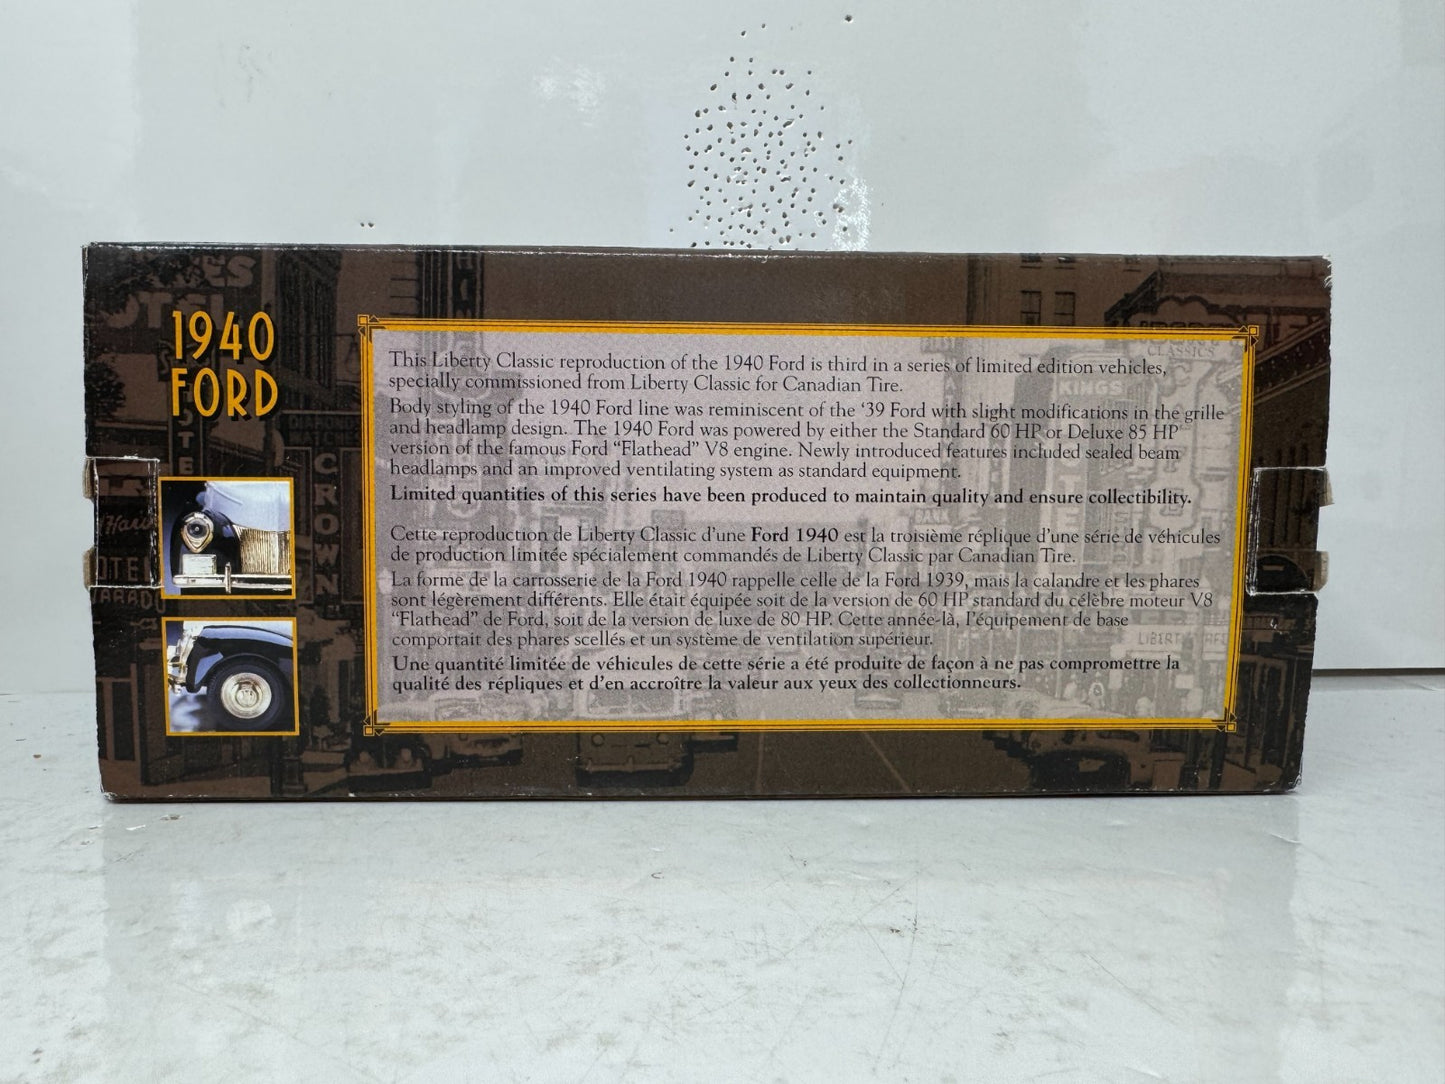 1940
FORD
This Liberty Classic reproduction of the 1940 Ford is third in a series of limited edition vehicles,
specially commissioned from Liberty Classic for Canadian Tire.
Body styling of the 1940 Ford line was reminiscent of the '39 Ford with slight modifications in the grille
and headlamp design. The 1940 Ford was powered by either the Standard 60 HP or Deluxe 85 HP
version of the famous Ford “Flathead” V8 engine. Newly introduced features included sealed beam
headlamps and an improved ventilating system as standard equipment.
Limited quantities of this series have been produced to maintain quality and ensure collectibility.
Cette reproduction de Liberty Classic d'une Ford 1940 est la troisième réplique d'une série de véhicules
de production limitée spécialement commandés de Liberty Classic par Canadian Tire.
La forme de la carrosserie de la Ford 1940 rappelle celle de la Ford 1939, mais la calandre et les phares
sont légèrement différents. Elle était équipée soit de la version de 60 HP standard du célèbre moteur V8
“Flathead” de Ford, soit de la version de luxe de 80 HP. Cette année-là, l'équipement de base
comportait des phares scellés et un système de ventilation supérieur.
Une quantité limitée de véhicules de cette série a été produite de façon à ne pas compromettre la
qualité des répliques et d'en accroître la valeur aux yeux des collectionneurs.
CROWN
DIAMONDS
KINGS
CLASSICS
BANK